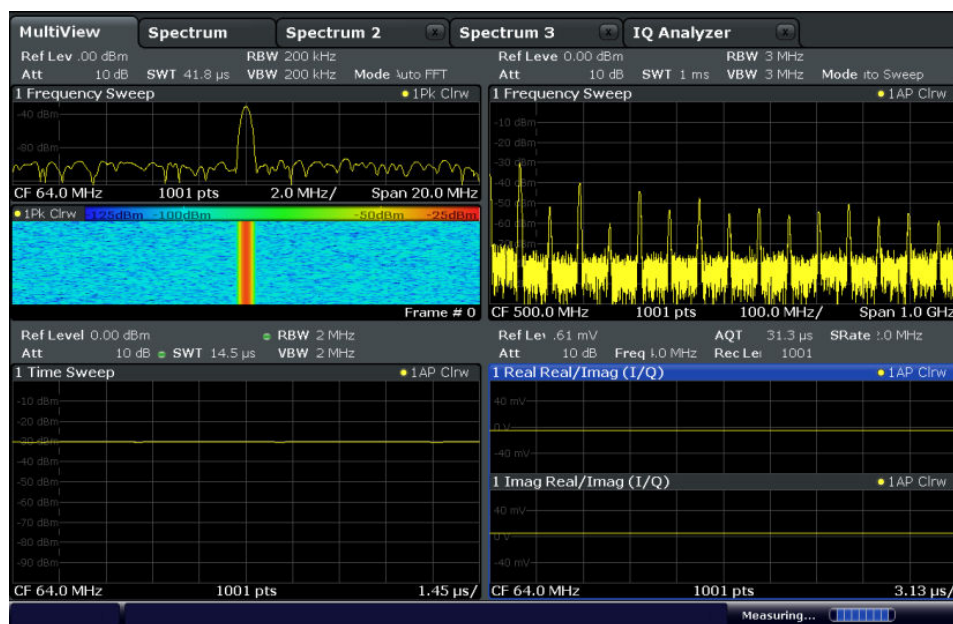 MultiView Spectrum Spectrum 2 x Spectrum 3 x IQ Analyzer x
Ref Lev .00 dBm RBW 200 kHz
Att 10 dB SWT 41.8 µs VBW 200 kHz Mode Auto FFT
1 Frequency Sweep 1Pk Clrw
-40 dBm
-80 dBm
CF 64.0 MHz 1001 pts 2.0 MHz/ Span 20.0 MHz
1Pk Clrw -125dBm -100dBm -50dBm -25dBm
Frame # 0
Ref Leve 0.00 dBm RBW 3 MHz
Att 10 dB SWT 1 ms VBW 3 MHz Mode Sweep
1 Frequency Sweep 1AP Clrw
-10 dBm
-20 dBm
-30 dBm
-40 dBm
-50 dBm
-60 dBm
CF 500.0 MHz 1001 pts 100.0 MHz/ Span 1.0 GHz
Ref Level 0.00 dBm RBW 2 MHz
Att 10 dB SWT 14.5 µs VBW 2 MHz
1 Time Sweep 1AP Clrw
-10 dBm
-20 dBm
-30 dBm
-40 dBm
-50 dBm
-60 dBm
-70 dBm
-80 dBm
-90 dBm
CF 64.0 MHz 1001 pts 1.45 µs/
Ref Lev .61 mV AQT 31.3 µs SRate 2.0 MHz
Att 10 dB Freq .0 MHz Rec Le 1001
1 Real Real/Imag (I/Q) 1AP Clrw
40 mV
0 V
-40 mV
1 Imag Real/Imag (I/Q) 1AP Clrw
40 mV
0 V
-40 mV
CF 64.0 MHz 1001 pts 3.13 µs/
Measuring...